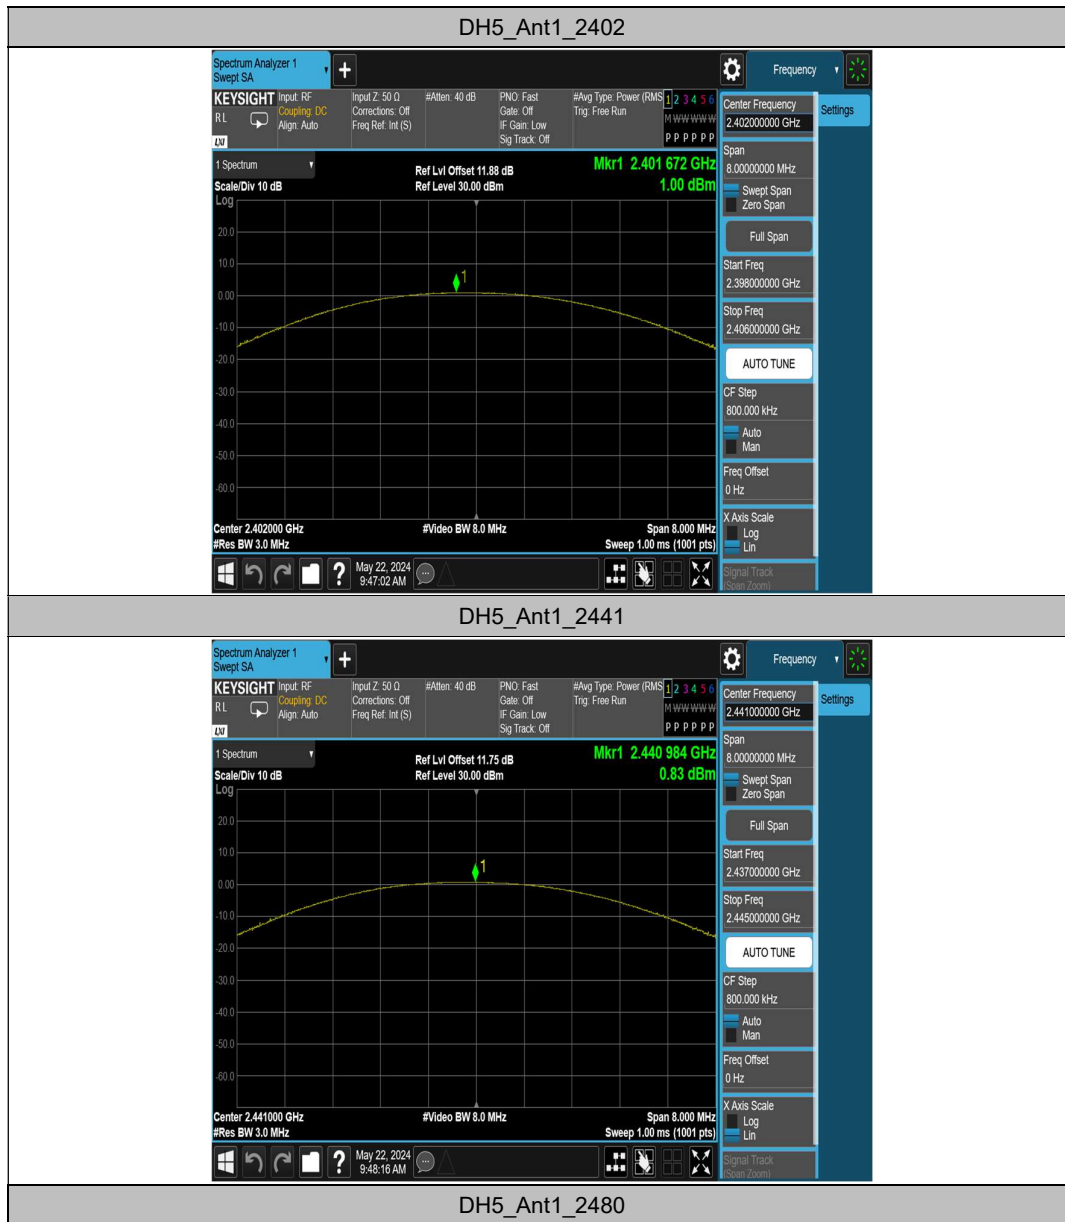 DH5_Ant1_2402
Spectrum Analyzer 1
Swept SA
Frequency
KEYSIGHT
RL
LXI
Input: RF
Coupling: DC
Align: Auto
Input Z: 50 Ω
Corrections: Off
Freq Ref: Int (S)
#Atten: 40 dB
PNO: Fast
Gate: Off
IF Gain: Low
Sig Track: Off
#Avg Type: Power (RMS
Trig: Free Run
1 2 3 4 5 6
M W W W W W
P P P P P P
Center Frequency
2.402000000 GHz
Settings
1 Spectrum
Scale/Div 10 dB
Ref Lvl Offset 11.88 dB
Ref Level 30.00 dBm
Mkr1 2.401 672 GHz
1.00 dBm
Span
8.00000000 MHz
Swept Span
Zero Span
Full Span
Start Freq
2.398000000 GHz
Stop Freq
2.406000000 GHz
AUTO TUNE
CF Step
800.000 kHz
Auto
Man
Freq Offset
0 Hz
X Axis Scale
Log
Lin
Signal Track
(Span Zoom)
Log
20.0
10.0
0.00
-10.0
-20.0
-30.0
-40.0
-50.0
-60.0
1
Center 2.402000 GHz
#Res BW 3.0 MHz
#Video BW 8.0 MHz
Span 8.000 MHz
Sweep 1.00 ms (1001 pts)
?
May 22, 2024
9:47:02 AM
DH5_Ant1_2441
Spectrum Analyzer 1
Swept SA
Frequency
KEYSIGHT
RL
LXI
Input: RF
Coupling: DC
Align: Auto
Input Z: 50 Ω
Corrections: Off
Freq Ref: Int (S)
#Atten: 40 dB
PNO: Fast
Gate: Off
IF Gain: Low
Sig Track: Off
#Avg Type: Power (RMS
Trig: Free Run
1 2 3 4 5 6
M W W W W W
P P P P P P
Center Frequency
2.441000000 GHz
Settings
1 Spectrum
Scale/Div 10 dB
Ref Lvl Offset 11.75 dB
Ref Level 30.00 dBm
Mkr1 2.440 984 GHz
0.83 dBm
Span
8.00000000 MHz
Swept Span
Zero Span
Full Span
Start Freq
2.437000000 GHz
Stop Freq
2.445000000 GHz
AUTO TUNE
CF Step
800.000 kHz
Auto
Man
Freq Offset
0 Hz
X Axis Scale
Log
Lin
Signal Track
(Span Zoom)
Log
20.0
10.0
0.00
-10.0
-20.0
-30.0
-40.0
-50.0
-60.0
1
Center 2.441000 GHz
#Res BW 3.0 MHz
#Video BW 8.0 MHz
Span 8.000 MHz
Sweep 1.00 ms (1001 pts)
?
May 22, 2024
9:48:16 AM
DH5_Ant1_2480